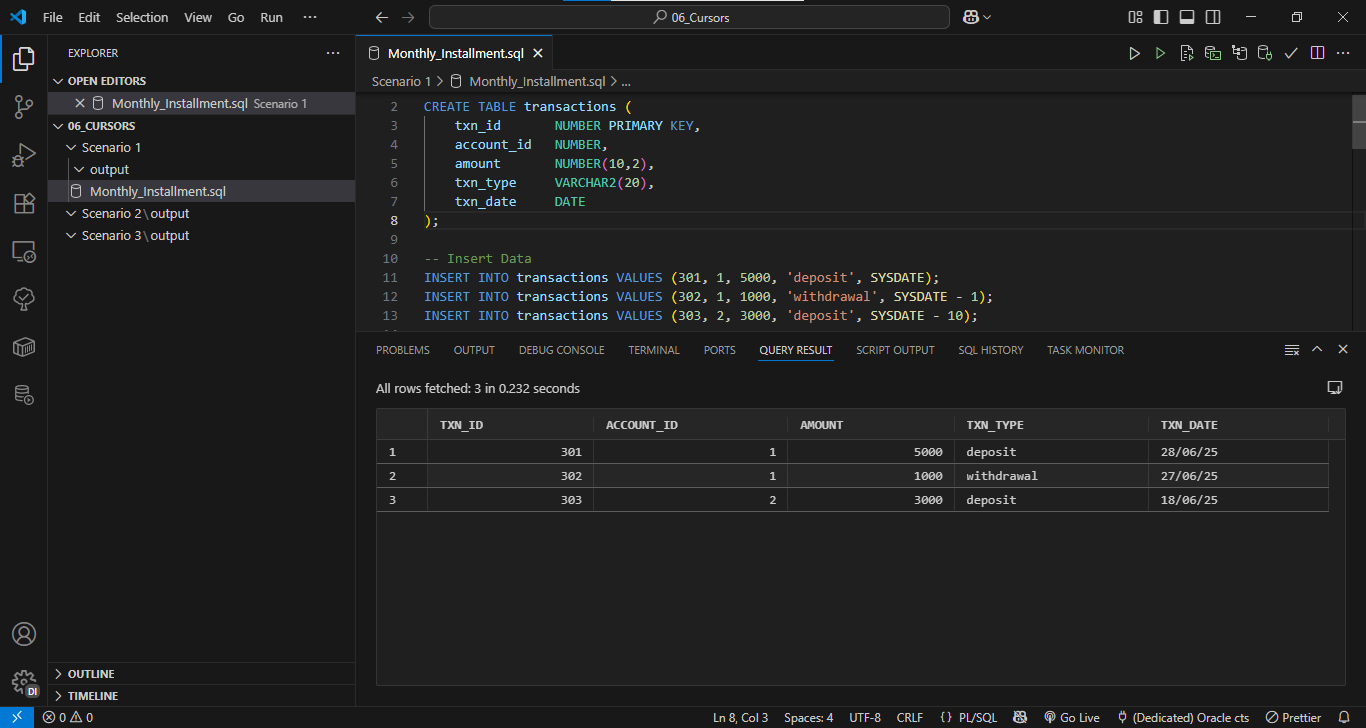 File Edit Selection View Go Run ··· 06_Cursors
EXPLORER ···
OPEN EDITORS
Monthly_Installment.sql Scenario 1
06_CURSORS
Scenario 1
output
Monthly_Installment.sql
Scenario 2\output
Scenario 3\output
OUTLINE
TIMELINE
Monthly_Installment.sql
Scenario 1 > Monthly_Installment.sql > ...
2 CREATE TABLE transactions (
3 txn_id NUMBER PRIMARY KEY,
4 account_id NUMBER,
5 amount NUMBER(10,2),
6 txn_type VARCHAR2(20),
7 txn_date DATE
8 );
9
10 -- Insert Data
11 INSERT INTO transactions VALUES (301, 1, 5000, 'deposit', SYSDATE);
12 INSERT INTO transactions VALUES (302, 1, 1000, 'withdrawal', SYSDATE - 1);
13 INSERT INTO transactions VALUES (303, 2, 3000, 'deposit', SYSDATE - 10);
PROBLEMS OUTPUT DEBUG CONSOLE TERMINAL PORTS QUERY RESULT SCRIPT OUTPUT SQL HISTORY TASK MONITOR
All rows fetched: 3 in 0.232 seconds
TXN_ID ACCOUNT_ID AMOUNT TXN_TYPE TXN_DATE
1 301 1 5000 deposit 28/06/25
2 302 1 1000 withdrawal 27/06/25
3 303 2 3000 deposit 18/06/25
DI
0 0 Ln 8, Col 3 Spaces: 4 UTF-8 CRLF {} PL/SQL Go Live (Dedicated) Oracle cts Prettier